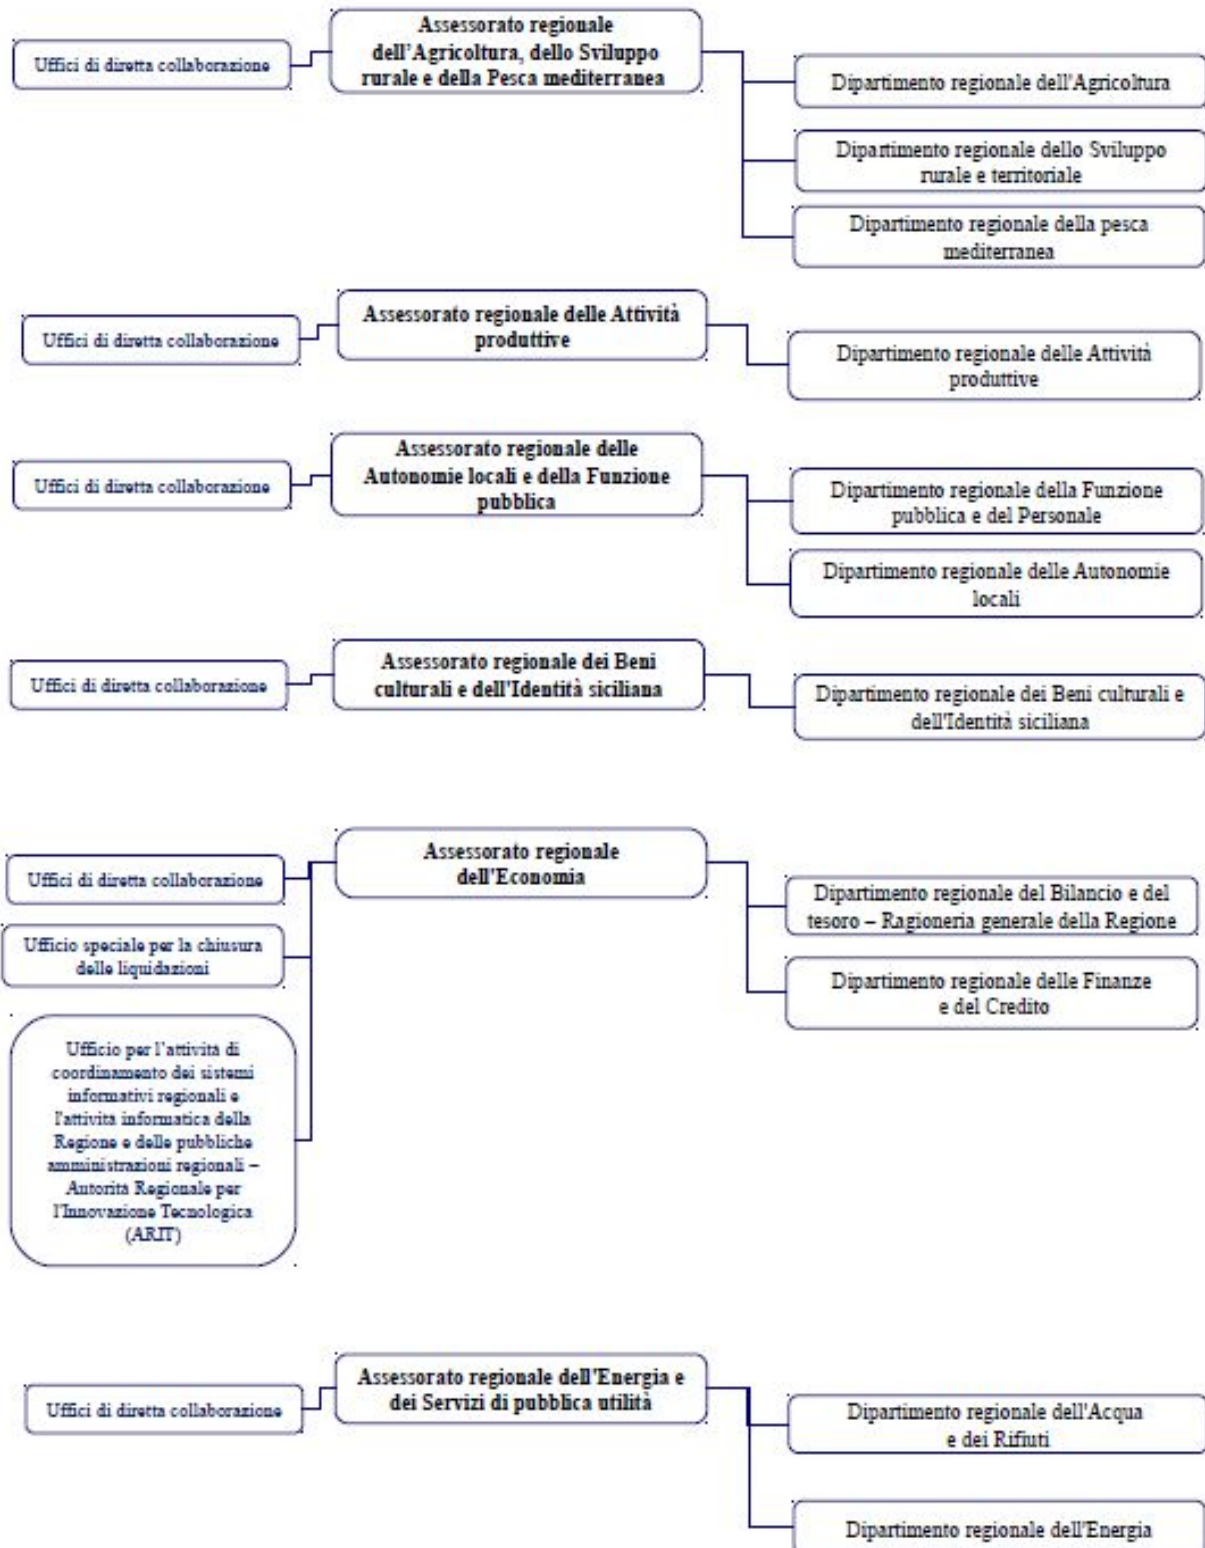 Assessorato regionale
dell'Agricoltura, dello Sviluppo
rurale e della Pesca mediterranea
Uffici di diretta collaborazione
Dipartimento regionale dell'Agricoltura
Dipartimento regionale dello Sviluppo
rurale e territoriale
Dipartimento regionale della pesca
mediterranea
Assessorato regionale delle Attività
produttive
Uffici di diretta collaborazione
Dipartimento regionale delle Attività
produttive
Assessorato regionale delle
Autonomie locali e della Funzione
pubblica
Uffici di diretta collaborazione
Dipartimento regionale della Funzione
pubblica e del Personale
Dipartimento regionale delle Autonomie
locali
Assessorato regionale dei Beni
culturali e dell'Identità siciliana
Uffici di diretta collaborazione
Dipartimento regionale dei Beni culturali e
dell'Identità siciliana
Assessorato regionale
dell'Economia
Uffici di diretta collaborazione
Ufficio speciale per la chiusura
delle liquidazioni
Ufficio per l'attività di
coordinamento dei sistemi
informativi regionali e
l'attività informatica della
Regione e delle pubbliche
amministrazioni regionali –
Autorità Regionale per
l'Innovazione Tecnologica
(ARIT)
Dipartimento regionale del Bilancio e del
tesoro – Ragioneria generale della Regione
Dipartimento regionale delle Finanze
e del Credito
Assessorato regionale dell'Energia e
dei Servizi di pubblica utilità
Uffici di diretta collaborazione
Dipartimento regionale dell'Acqua
e dei Rifiuti
Dipartimento regionale dell'Energia